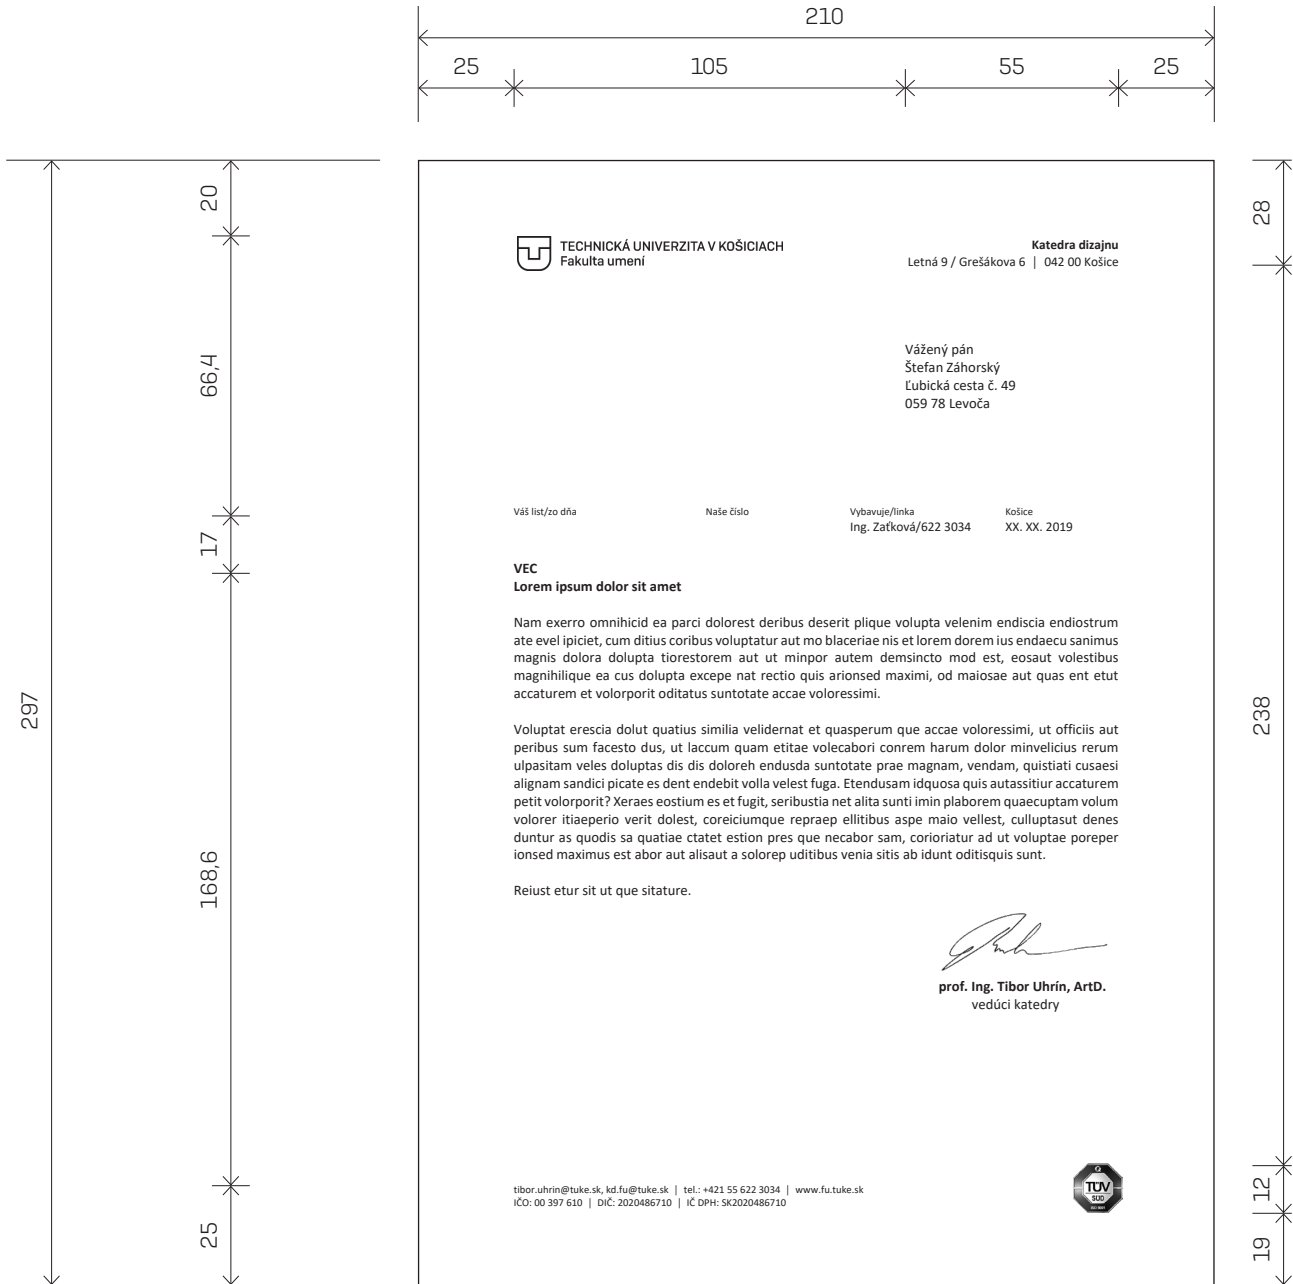 210
25
105
55
25
20
28
TECHNICKÁ UNIVERZITA V KOŠICIACH
Fakulta umení
Katedra dizajnu
Letná 9 / Grešákova 6 | 042 00 Košice
66,4
Vážený pán
Štefan Záhorský
Ľubická cesta č. 49
059 78 Levoča
Váš list/zo dňa
Naše číslo
Vybavuje/linka
Ing. Zaťková/622 3034
Košice
XX. XX. 2019
17
VEC
Lorem ipsum dolor sit amet
Nam exerro omnihicid ea parci dolorest deribus deserit plique volupta velenim endiscia endiostrum
ate evel ipiciet, cum ditius coribus voluptatur aut mo blaceriae nis et lorem dorem ius endaecu sanimus
magnis dolora dolupta tiorestorem aut ut minpor autem demsincto mod est, eosaut volestibus
magnihilique ea cus dolupta excepe nat rectio quis arionsed maximi, od maiosae aut quas ent etut
accaturem et volorporit oditatus suntotate accae voloressimi.
297
238
Voluptat erescia dolut quatius similia velidernat et quasperum que accae voloressimi, ut officiis aut
peribus sum facesto dus, ut laccum quam etitae volecabori conrem harum dolor minvelicius rerum
ulpasitam veles doluptas dis dis doloreh endusda suntotate prae magnam, vendam, quistiati cusaesi
alignam sandici picate es dent endebit volla velest fuga. Etendusam idquosa quis autassitiur accaturem
petit volorporit? Xeraes eostium es et fugit, seribustia net alita sunti imin plaborem quaecuptam volum
volorer itiaeperio verit dolest, coreiciumque repraep ellitibus aspe maio vellest, culluptasut denes
duntur as quodis sa quatiae ctatet estion pres que necabor sam, corioriatur ad ut voluptae poreper
ionsed maximus est abor aut alisaut a solorep uditibus venia sitis ab idunt oditisquis sunt.
168,6
Reiust etur sit ut que sitature.
prof. Ing. Tibor Uhrín, ArtD.
vedúci katedry
tibor.uhrin@tuke.sk, kd.fu@tuke.sk | tel.: +421 55 622 3034 | www.fu.tuke.sk
IČO: 00 397 610 | DIČ: 2020486710 | IČ DPH: SK2020486710
TÜV
SUD
12
25
19